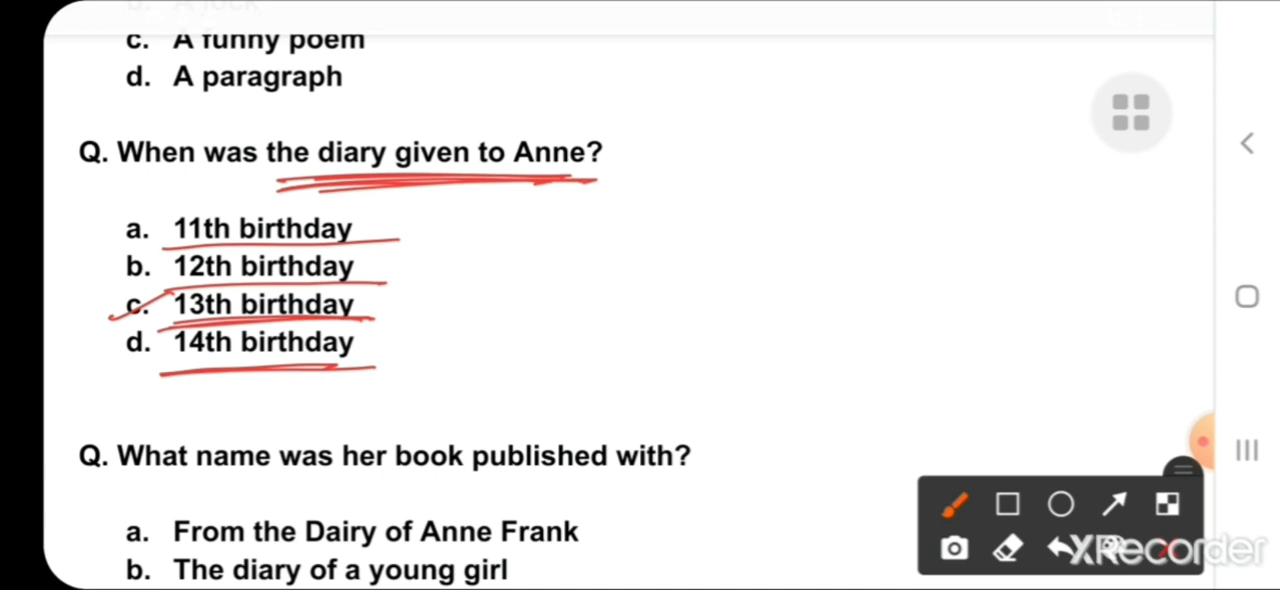 b. A jock
c. A funny poem
d. A paragraph
Q. When was the diary given to Anne?
a. 11th birthday
b. 12th birthday
c. 13th birthday
d. 14th birthday
Q. What name was her book published with?
a. From the Dairy of Anne Frank
b. The diary of a young girl
XRecorder